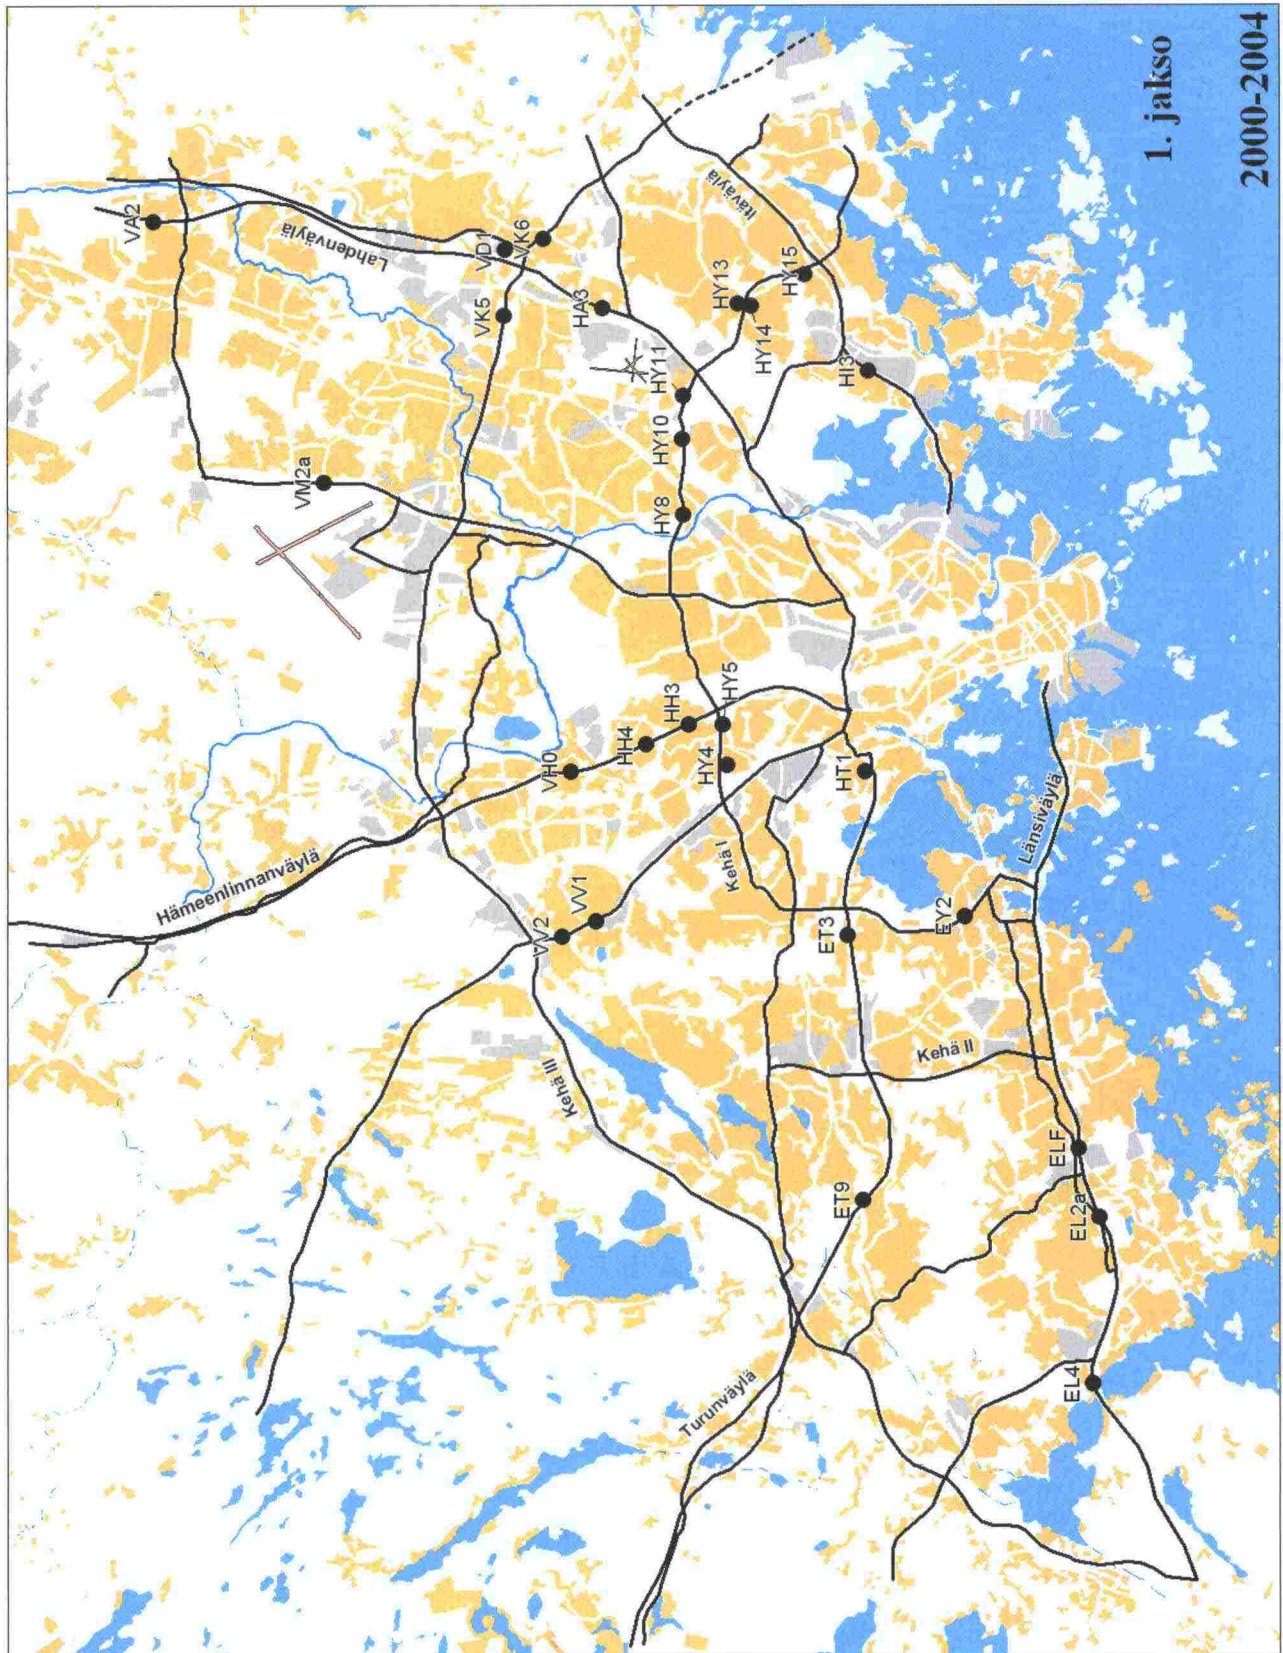 1. jakso
2000-2004
VA2
Lahdenväylä
VD1
VK6
VK5
HA3
VM2a
Itäväylä
HY13
HY14
HY15
HI3
HY11
HY10
HY8
HY5
HH3
HH4
HY4
VH0
HT1
Hämeenlinnanväylä
Kehä I
VV1
VV2
Länsiväylä
EY2
ET3
Kehä II
Kehä III
ET9
ELF
EL2a
EL4
Turunväylä